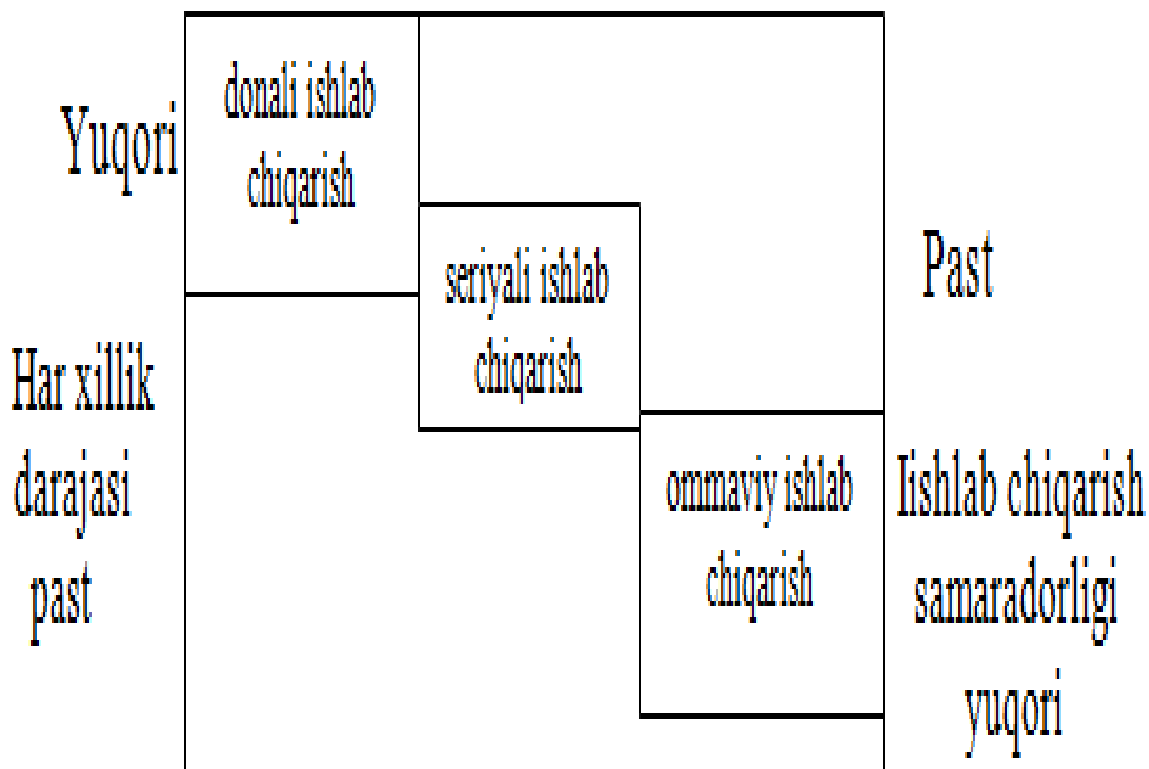 Yuqori
donali ishlab
chiqarish
seriyali ishlab
chiqarish
Past
Har xillik
darajasi
past
ommaviy ishlab
chiqarish
Iishlab chiqarish
samaradorligi
yuqori